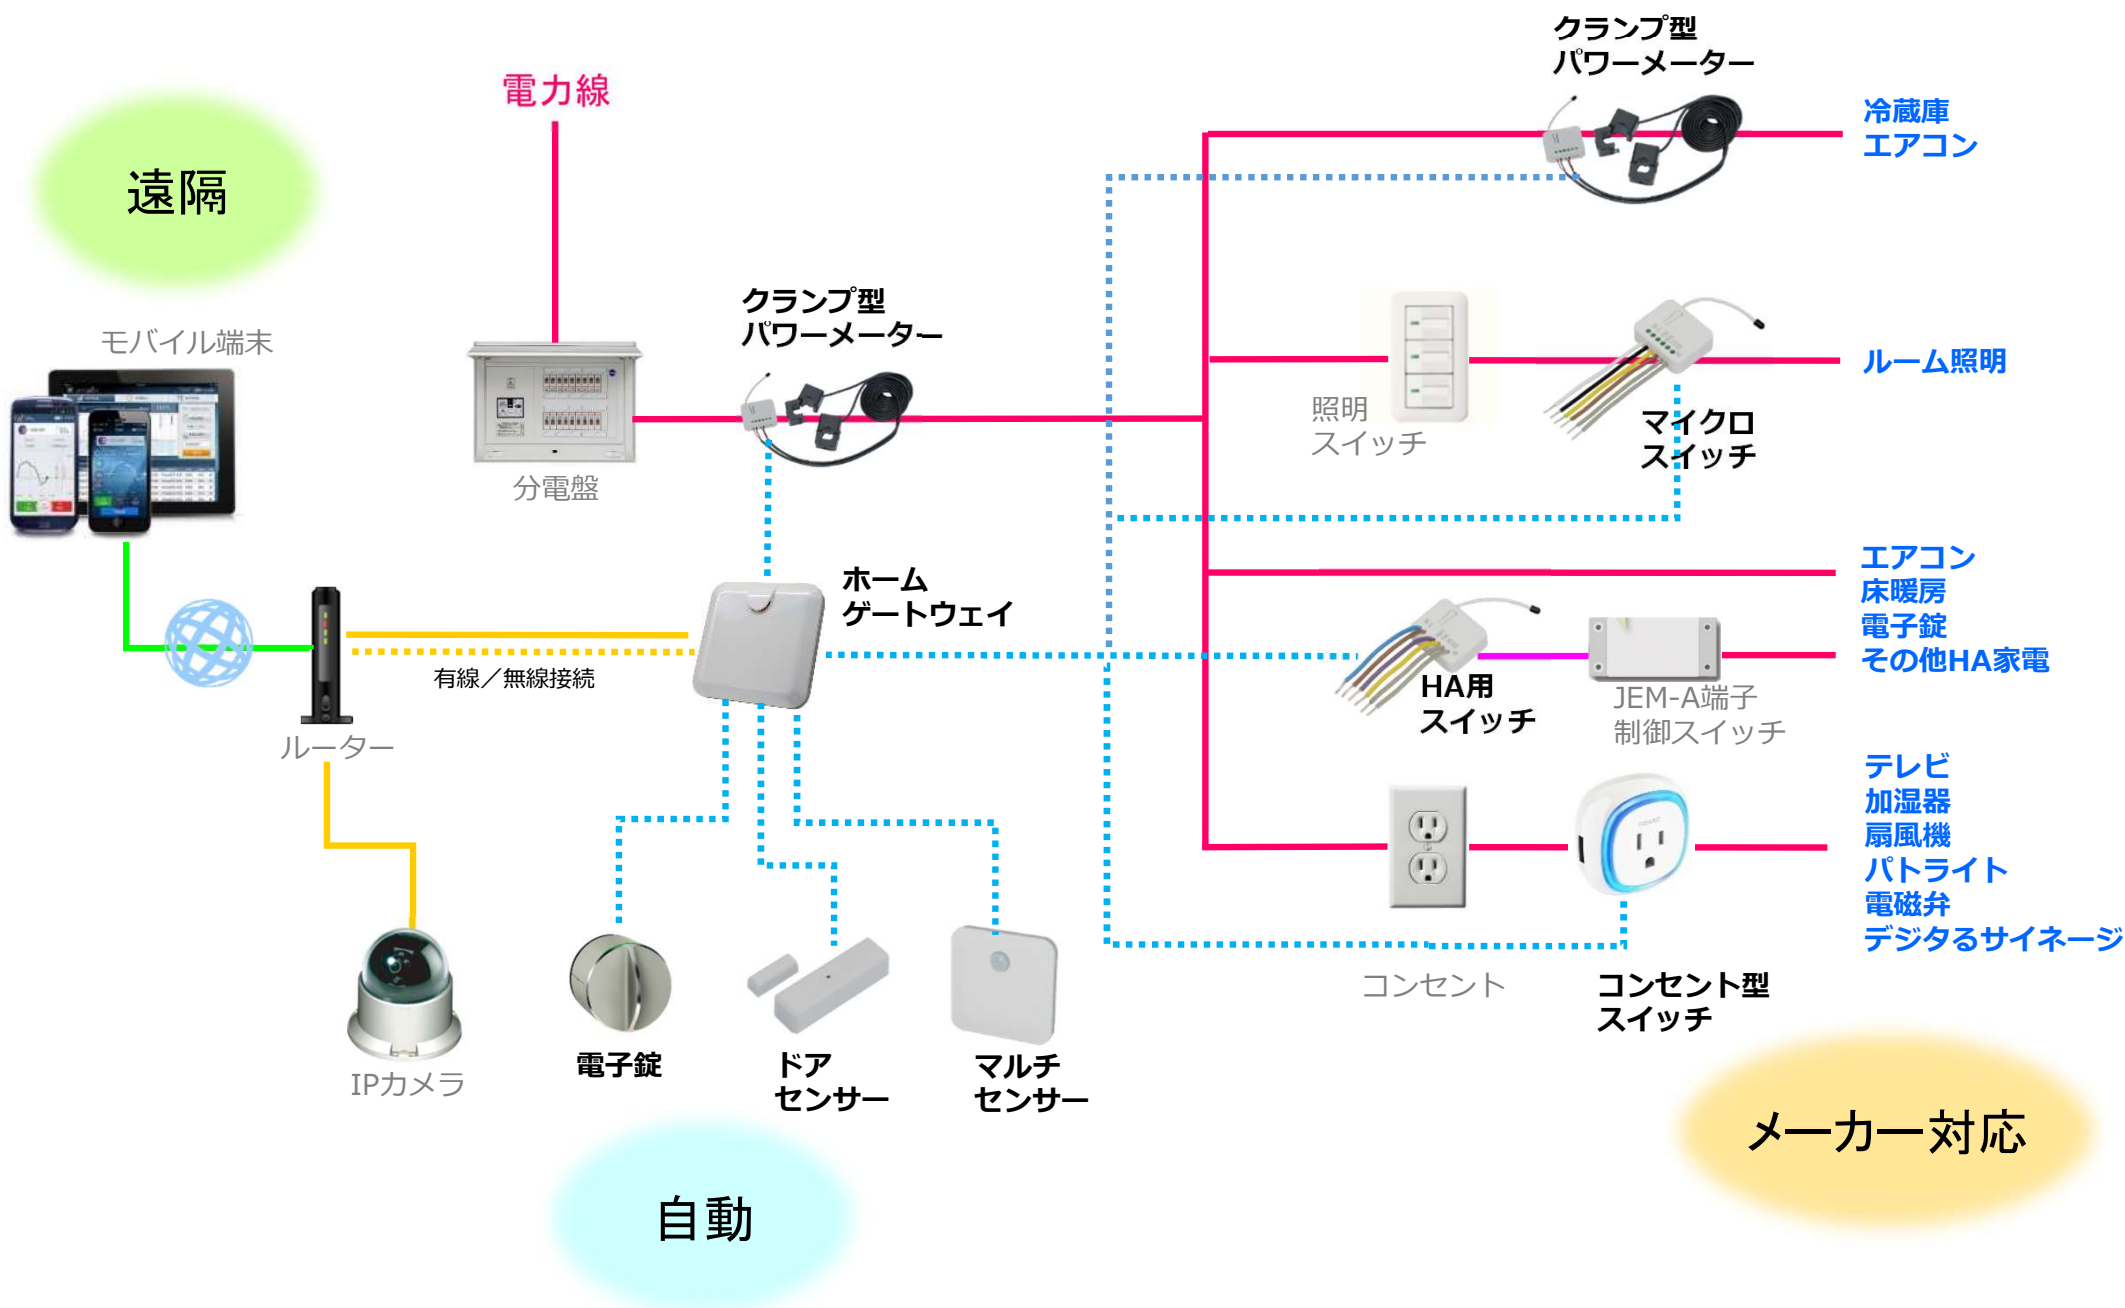 クランプ型
パワーメーター
電力線
冷蔵庫
エアコン
遠隔
クランプ型
パワーメーター
モバイル端末
ルーム照明
照明
スイッチ
マイクロ
スイッチ
分電盤
エアコン
床暖房
電子錠
その他HA家電
ホーム
ゲートウェイ
有線／無線接続
HA用
スイッチ
JEM-A端子
制御スイッチ
ルーター
テレビ
加湿器
扇風機
パトライト
電磁弁
デジタるサイネージ
コンセント
コンセント型
スイッチ
電子錠
ドア
センサー
マルチ
センサー
IPカメラ
メーカー対応
自動